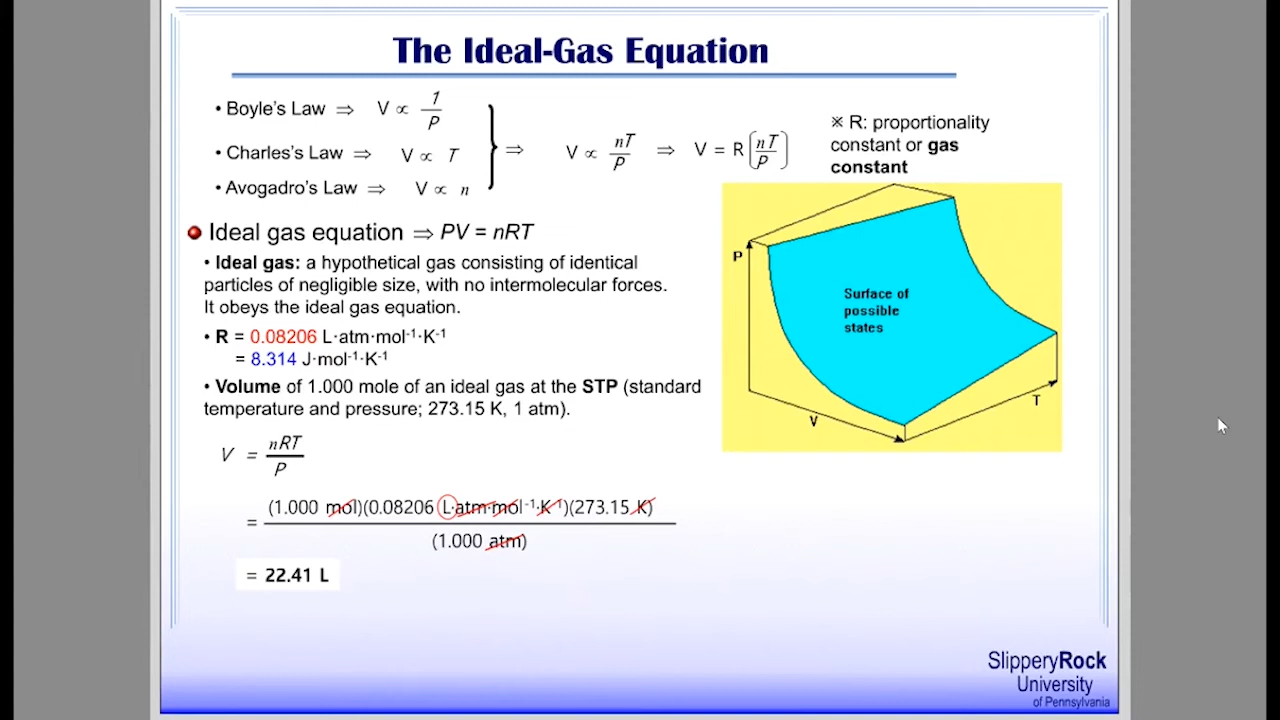 The Ideal-Gas Equation
• Boyle's Law ⇒ V ∝ 1/P
• Charles's Law ⇒ V ∝ T
• Avogadro's Law ⇒ V ∝ n
⇒ V ∝ nT/P ⇒ V = R(nT/P)
※ R: proportionality
constant or gas
constant
Ideal gas equation ⇒ PV = nRT
• Ideal gas: a hypothetical gas consisting of identical
particles of negligible size, with no intermolecular forces.
It obeys the ideal gas equation.
• R = 0.08206 L·atm·mol⁻¹·K⁻¹
= 8.314 J·mol⁻¹·K⁻¹
• Volume of 1.000 mole of an ideal gas at the STP (standard
temperature and pressure; 273.15 K, 1 atm).
V = nRT/P
= (1.000 mol)(0.08206 L·atm·mol⁻¹·K⁻¹)(273.15 K)
(1.000 atm)
= 22.41 L
P
Surface of
possible
states
T
V
SlipperyRock
University
of Pennsylvania